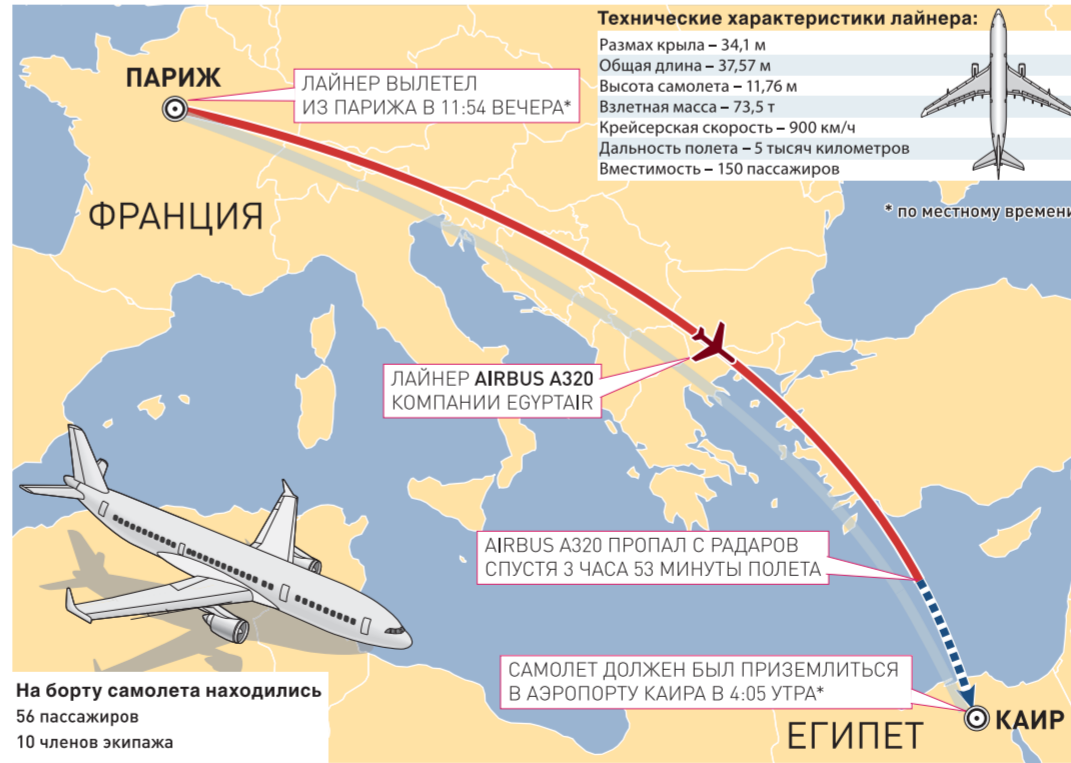 Технические характеристики лайнера:
Размах крыла – 34,1 м
Общая длина – 37,57 м
Высота самолета – 11,76 м
Взлетная масса – 73,5 т
Крейсерская скорость – 900 км/ч
Дальность полета – 5 тысяч километров
Вместимость – 150 пассажиров
* по местному времени
ПАРИЖ
ЛАЙНЕР ВЫЛЕТЕЛ
ИЗ ПАРИЖА В 11:54 ВЕЧЕРА*
ФРАНЦИЯ
ЛАЙНЕР AIRBUS A320
КОМПАНИИ EGYPTAIR
AIRBUS A320 ПРОПАЛ С РАДАРОВ
СПУСТЯ 3 ЧАСА 53 МИНУТЫ ПОЛЕТА
САМОЛЕТ ДОЛЖЕН БЫЛ ПРИЗЕМЛИТЬСЯ
В АЭРОПОРТУ КАИРА В 4:05 УТРА*
КАИР
ЕГИПЕТ
На борту самолета находились
56 пассажиров
10 членов экипажа